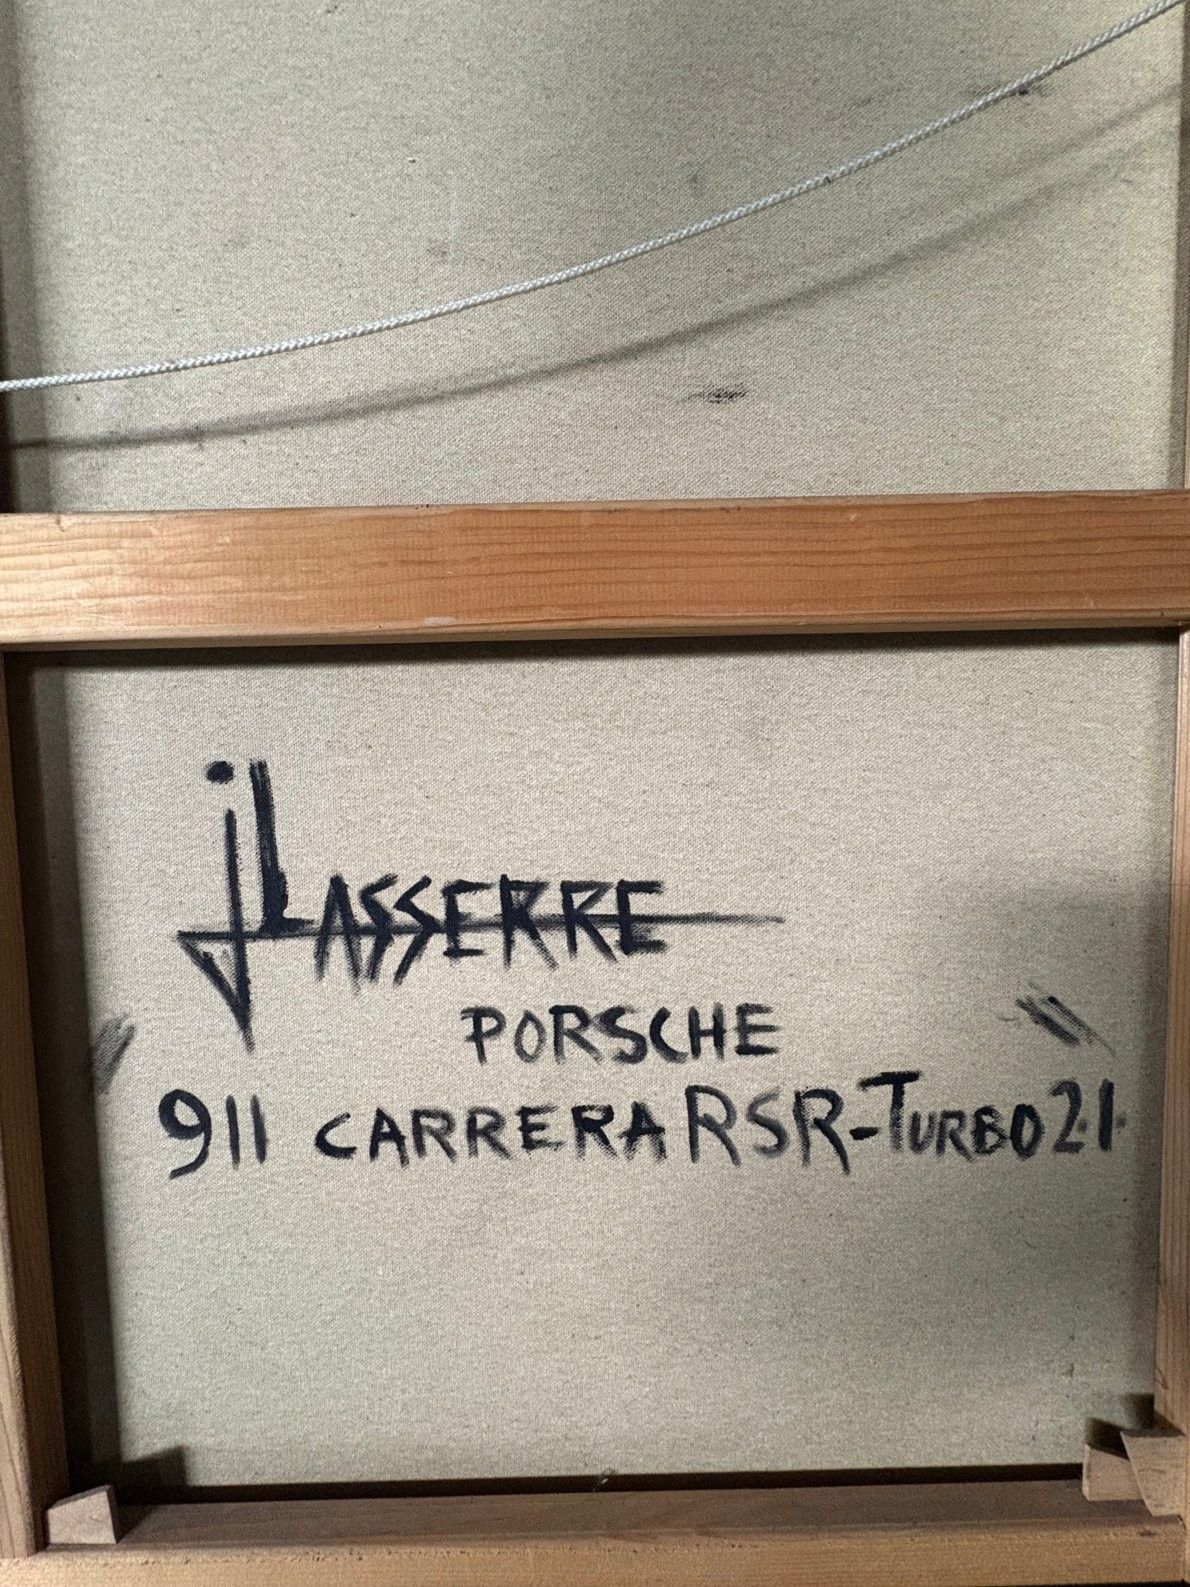 jLASSERRE
PORSCHE
911 CARRERA RSR-TURBO 2.1.